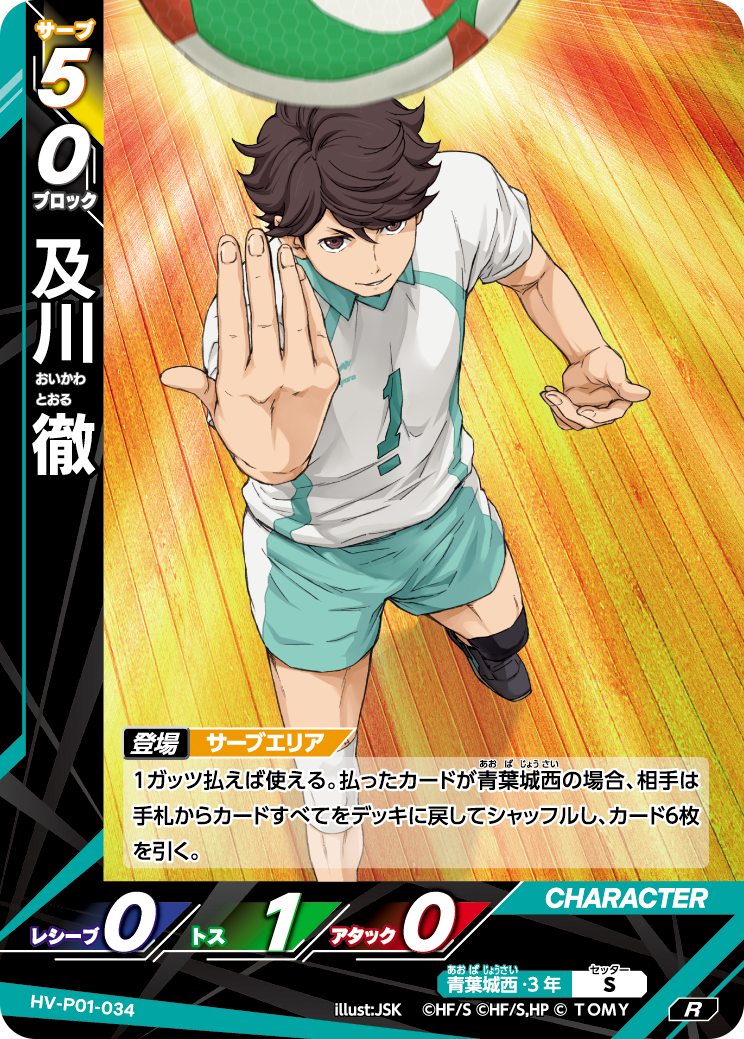 サーブ
5
0
ブロック
及川
おいかわ
とおる
徹
1
登場 サーブエリア
あお ば じょう さい
1ガッツ払えば使える。払ったカードが青葉城西の場合、相手は
手札からカードすべてをデッキに戻してシャッフルし、カード6枚
を引く。
CHARACTER
レシーブ 0 トス 1 アタック 0
あお ば じょうさい セッター
青葉城西・3年 S
HV-P01-034
illust:JSK ©HF/S ©HF/S,HP © TOMY
R